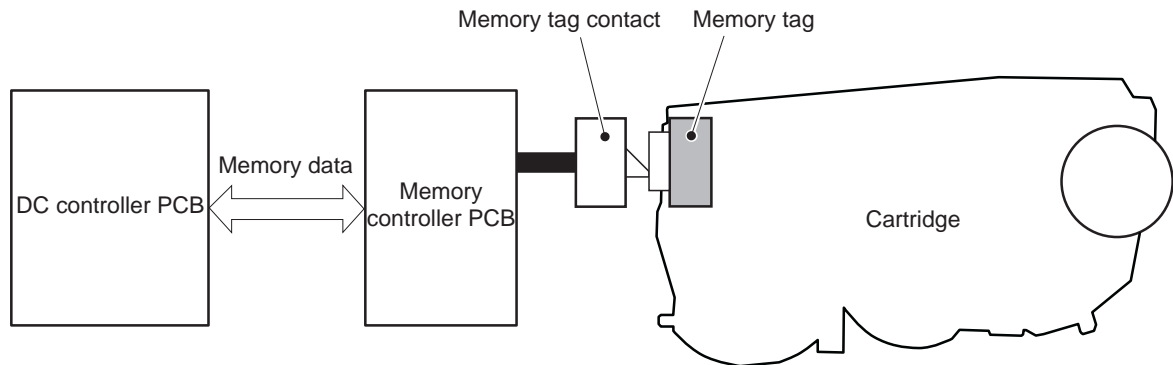 Memory tag contact
Memory tag
Memory data
DC controller PCB
Memory
controller PCB
Cartridge